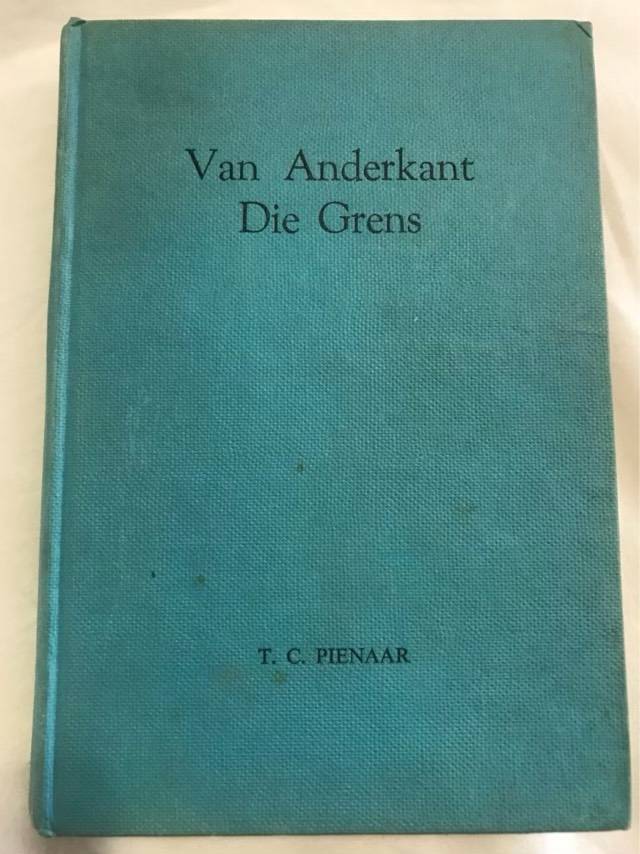 Van Anderkant
Die Grens
T. C. PIENAAR